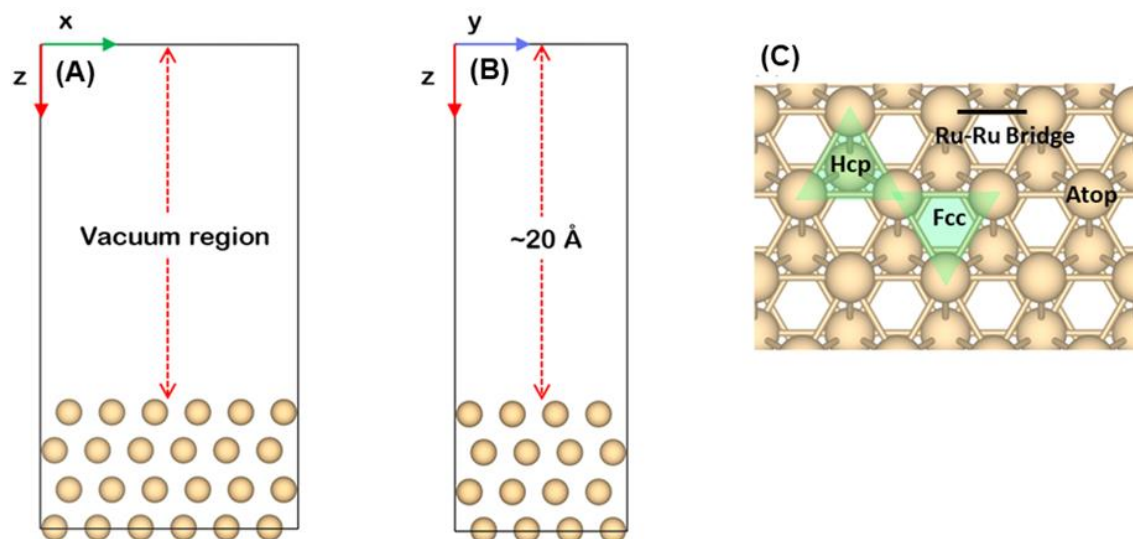 x
z
(A)
Vacuum region
y
z
(B)
~20 Å
(C)
Ru-Ru Bridge
Hcp
Atop
Fcc